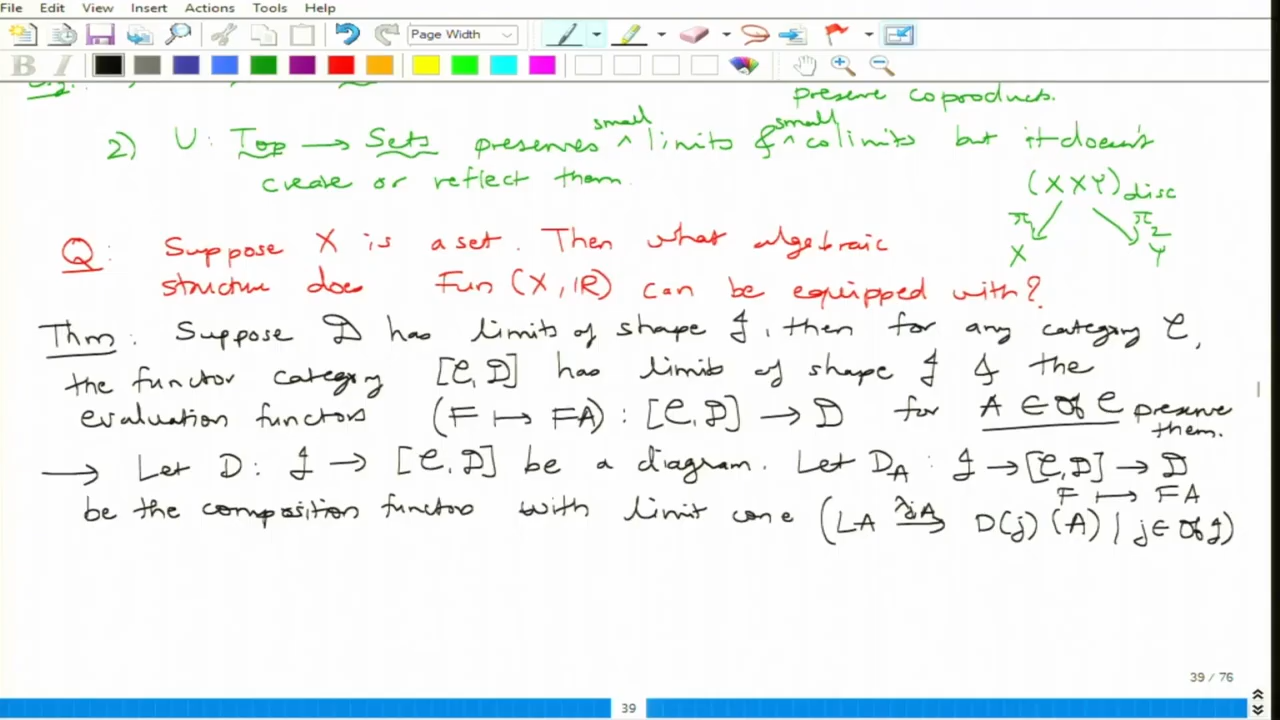 File Edit View Insert Actions Tools Help
Page Width
B I
preserve coproducts.
2) U: Top → Sets preserves ^small limits & ^small colimits but it doesn't
create or reflect them.
(X×Y)disc
π1 π2
X Y
Q: Suppose X is a set. Then what algebraic
structure does Fun (X, ℝ) can be equipped with?
Thm: Suppose 𝒟 has limits of shape 𝒥, then for any category 𝒞,
the functor category [𝒞, 𝒟] has limits of shape 𝒥 & the
evaluation functors (F ↦ FA) : [𝒞, 𝒟] → 𝒟 for A ∈ Ob 𝒞 preserve
them.
→ Let D: 𝒥 → [𝒞, 𝒟] be a diagram. Let D_A : 𝒥 → [𝒞, 𝒟] → 𝒟
F ↦ FA
be the composition functor with limit cone (LA —λjA→ D(j)(A) | j ∈ Ob 𝒥)
39 / 76
39